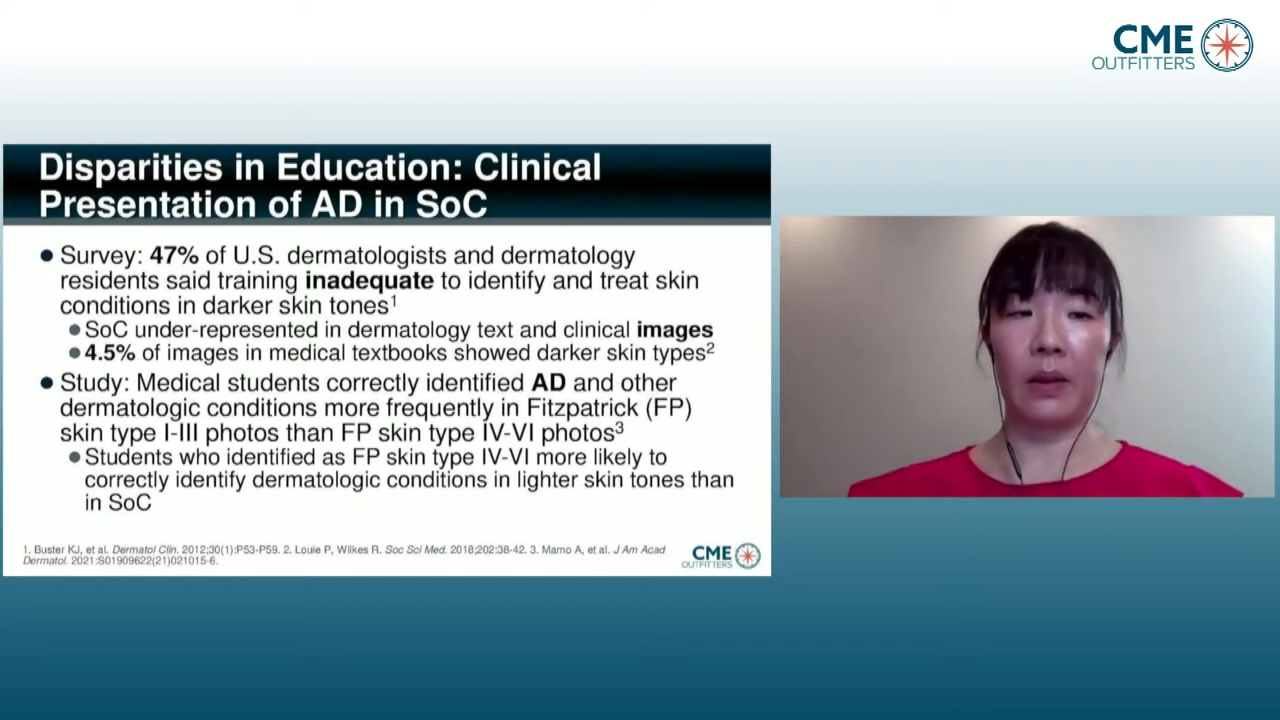 CME
OUTFITTERS
Disparities in Education: Clinical
Presentation of AD in SoC
● Survey: 47% of U.S. dermatologists and dermatology
residents said training inadequate to identify and treat skin
conditions in darker skin tones1
● SoC under-represented in dermatology text and clinical images
● 4.5% of images in medical textbooks showed darker skin types2
● Study: Medical students correctly identified AD and other
dermatologic conditions more frequently in Fitzpatrick (FP)
skin type I-III photos than FP skin type IV-VI photos3
● Students who identified as FP skin type IV-VI more likely to
correctly identify dermatologic conditions in lighter skin tones than
in SoC
1. Buster KJ, et al. Dermatol Clin. 2012;30(1):P53-P59. 2. Louie P, Wilkes R. Soc Sci Med. 2018;202:38-42. 3. Mamo A, et al. J Am Acad
Dermatol. 2021:S01909622(21)021015-6.
CME
OUTFITTERS